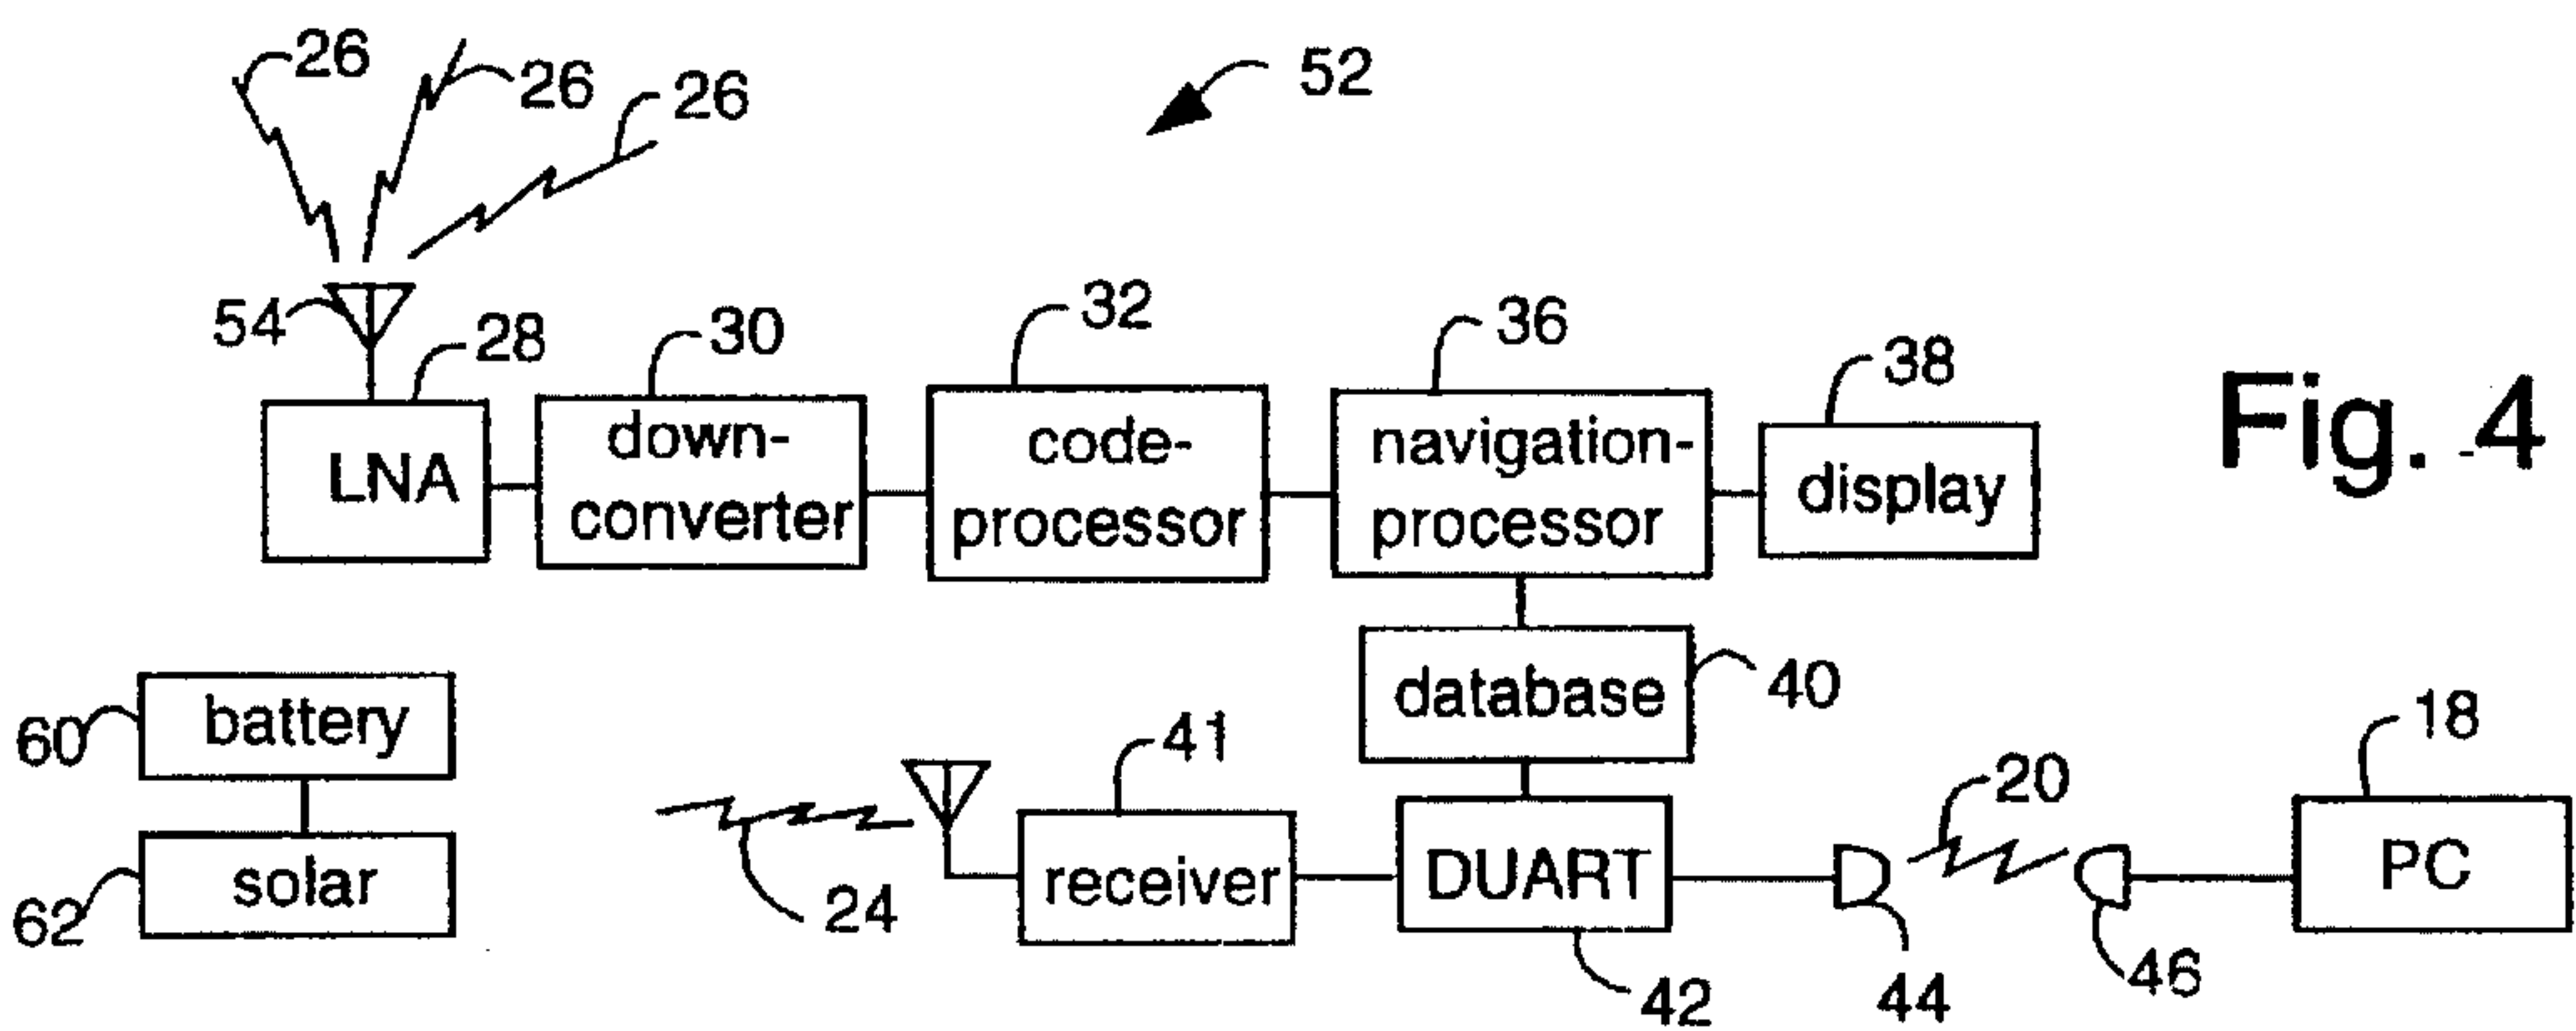 26
26
26
52
54
28
30
32
36
38
LNA
down-
converter
code-
processor
navigation-
processor
display
Fig. 4
60
battery
62
solar
24
41
receiver
database
40
DUART
42
44
20
46
18
PC